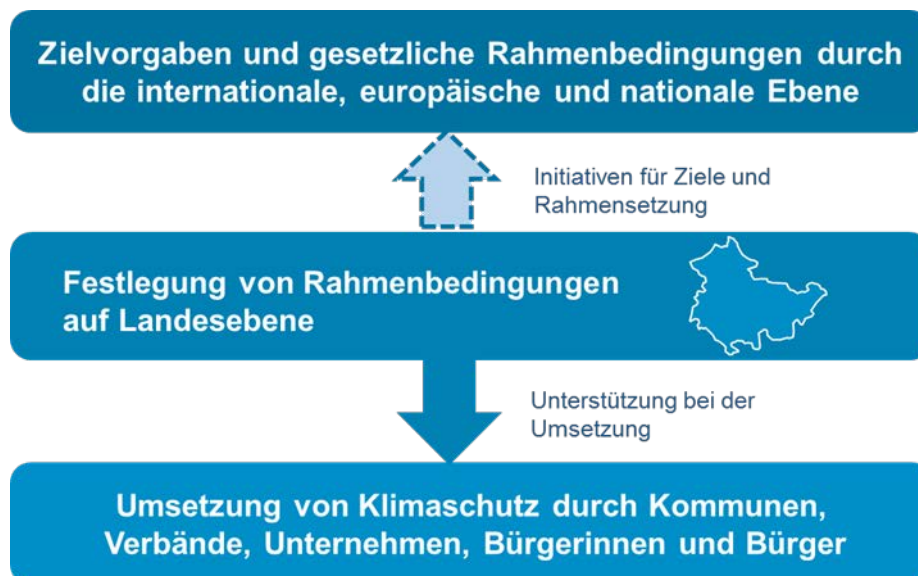 Zielvorgaben und gesetzliche Rahmenbedingungen durch
die internationale, europäische und nationale Ebene
Initiativen für Ziele und
Rahmensetzung
Festlegung von Rahmenbedingungen
auf Landesebene
Unterstützung bei der
Umsetzung
Umsetzung von Klimaschutz durch Kommunen,
Verbände, Unternehmen, Bürgerinnen und Bürger